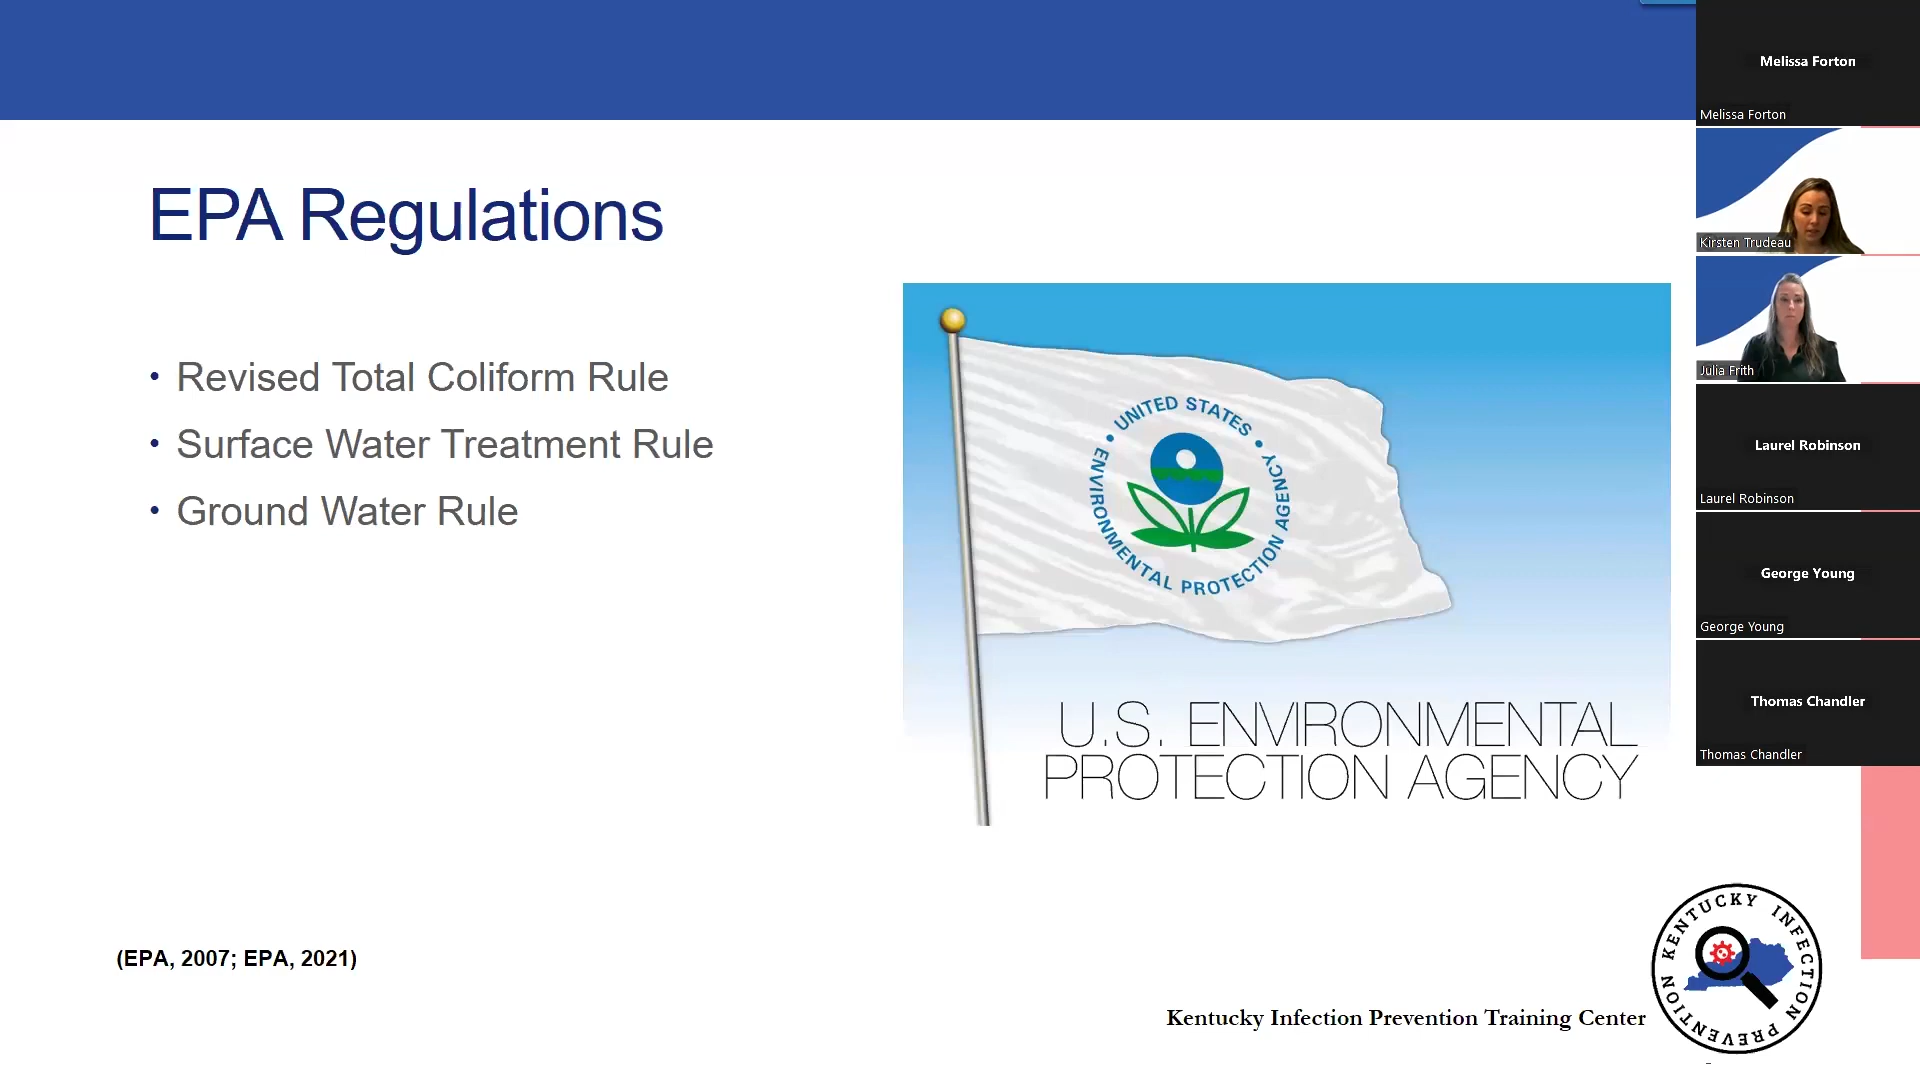 EPA Regulations
• Revised Total Coliform Rule
• Surface Water Treatment Rule
• Ground Water Rule
UNITED STATES
ENVIRONMENTAL PROTECTION AGENCY
U.S. ENVIRONMENTAL
PROTECTION AGENCY
(EPA, 2007; EPA, 2021)
Kentucky Infection Prevention Training Center
KENTUCKY INFECTION PREVENTION
Melissa Forton
Melissa Forton
Kirsten Trudeau
Julia Frith
Laurel Robinson
Laurel Robinson
George Young
George Young
Thomas Chandler
Thomas Chandler